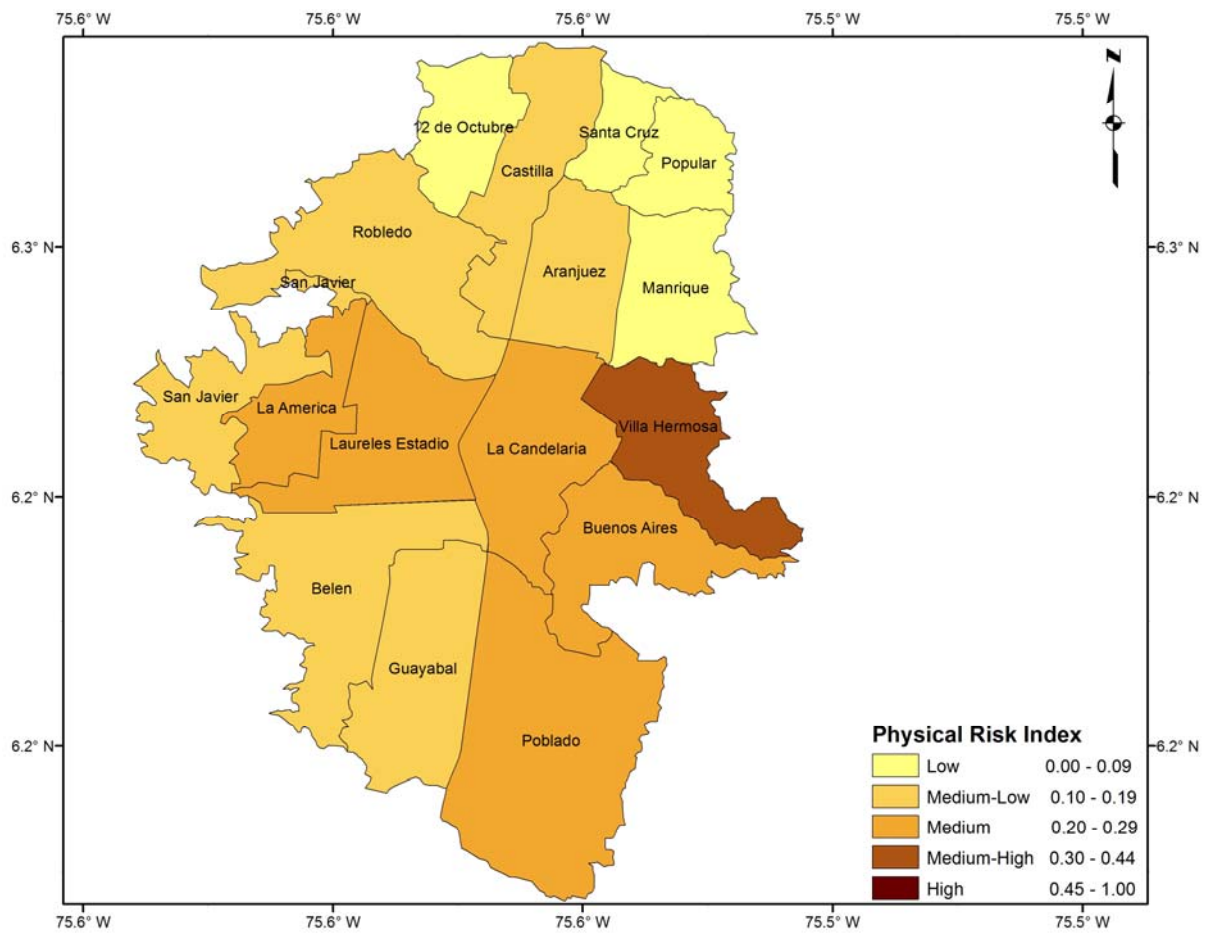 75.6° W 75.6° W 75.6° W 75.5° W 75.5° W
N
12 de Octubre
Santa Cruz
Popular
Castilla
Robledo
6.3° N 6.3° N
Aranjuez
San Javier
Manrique
San Javier
La America
Villa Hermosa
Laureles Estadio
La Candelaria
6.2° N 6.2° N
Buenos Aires
Belen
Guayabal
Poblado
6.2° N 6.2° N
Physical Risk Index
Low 0.00 - 0.09
Medium-Low 0.10 - 0.19
Medium 0.20 - 0.29
Medium-High 0.30 - 0.44
High 0.45 - 1.00
75.6° W 75.6° W 75.6° W 75.5° W 75.5° W